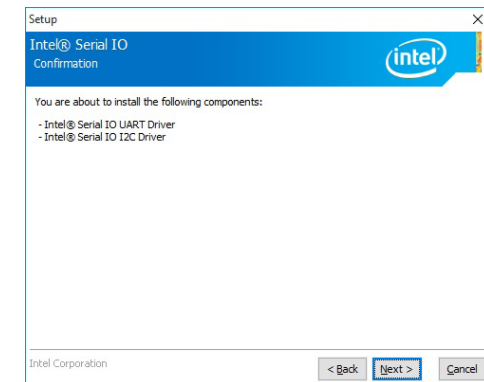 Setup
Intel® Serial IO
Confirmation
intel
You are about to install the following components:
- Intel® Serial IO UART Driver
- Intel® Serial IO I2C Driver
Intel Corporation
< Back Next > Cancel